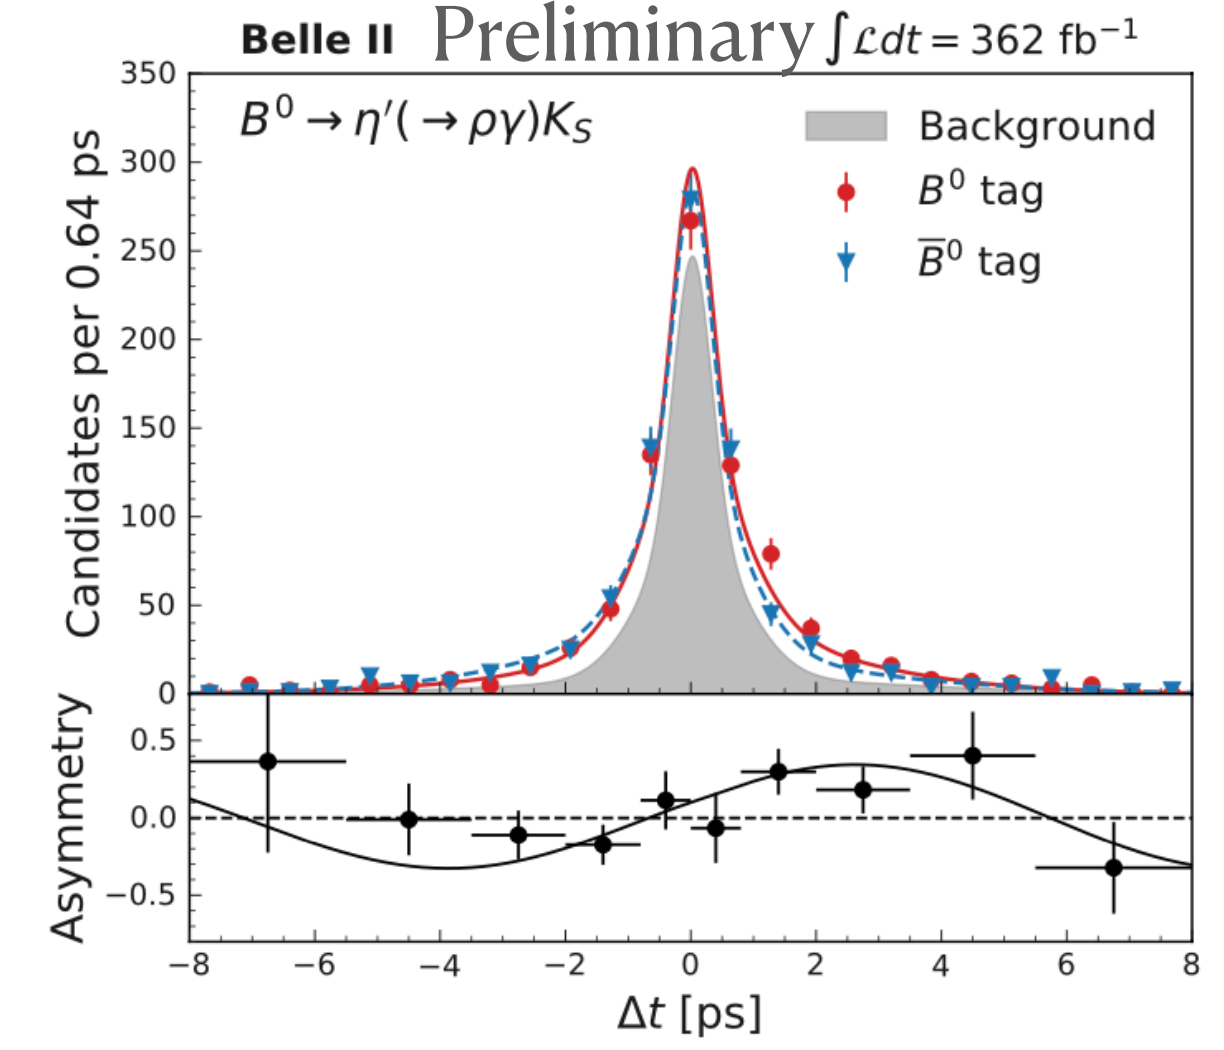 Belle II Preliminary ∫ℒdt = 362 fb⁻¹
B⁰ → η′( → ργ)K_S
Background
B⁰ tag
B̅⁰ tag
Candidates per 0.64 ps
350
300
250
200
150
100
50
0
Asymmetry
0.5
0.0
−0.5
−8 −6 −4 −2 0 2 4 6 8
Δt [ps]